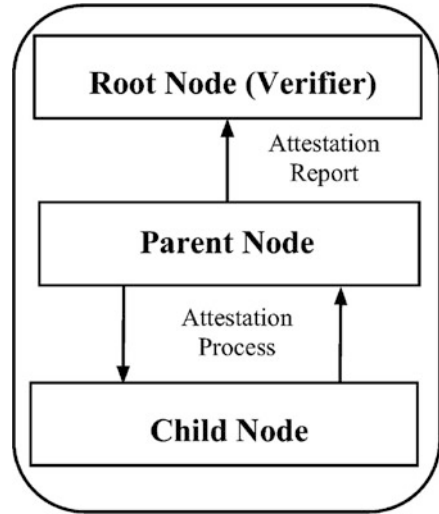 Root Node (Verifier)
Attestation
Report
Parent Node
Attestation
Process
Child Node